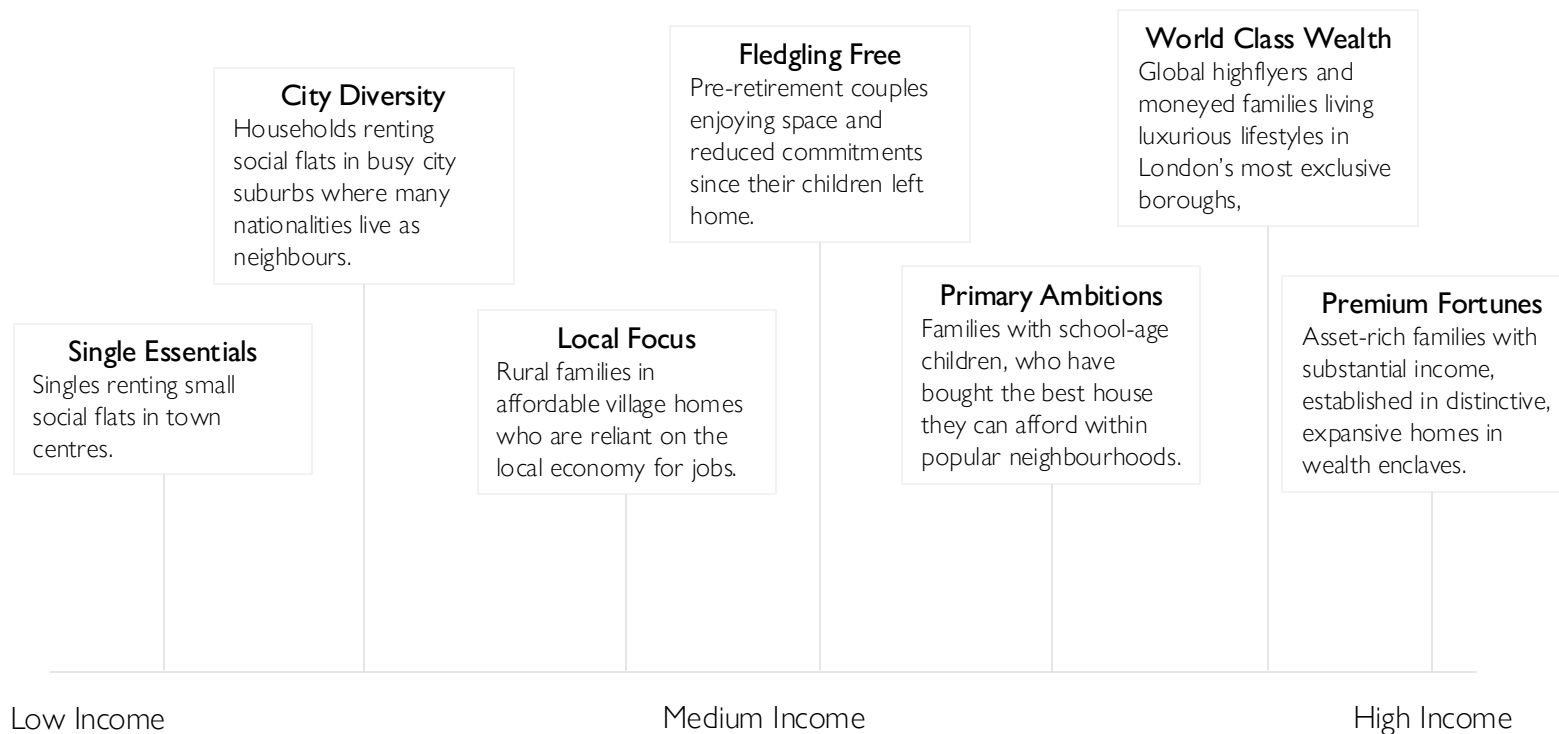 Single Essentials
Singles renting small
social flats in town
centres.
City Diversity
Households renting
social flats in busy city
suburbs where many
nationalities live as
neighbours.
Local Focus
Rural families in
affordable village homes
who are reliant on the
local economy for jobs.
Fledgling Free
Pre-retirement couples
enjoying space and
reduced commitments
since their children left
home.
Primary Ambitions
Families with school-age
children, who have
bought the best house
they can afford within
popular neighbourhoods.
World Class Wealth
Global highflyers and
moneyed families living
luxurious lifestyles in
London's most exclusive
boroughs,
Premium Fortunes
Asset-rich families with
substantial income,
established in distinctive,
expansive homes in
wealth enclaves.
Low Income
Medium Income
High Income